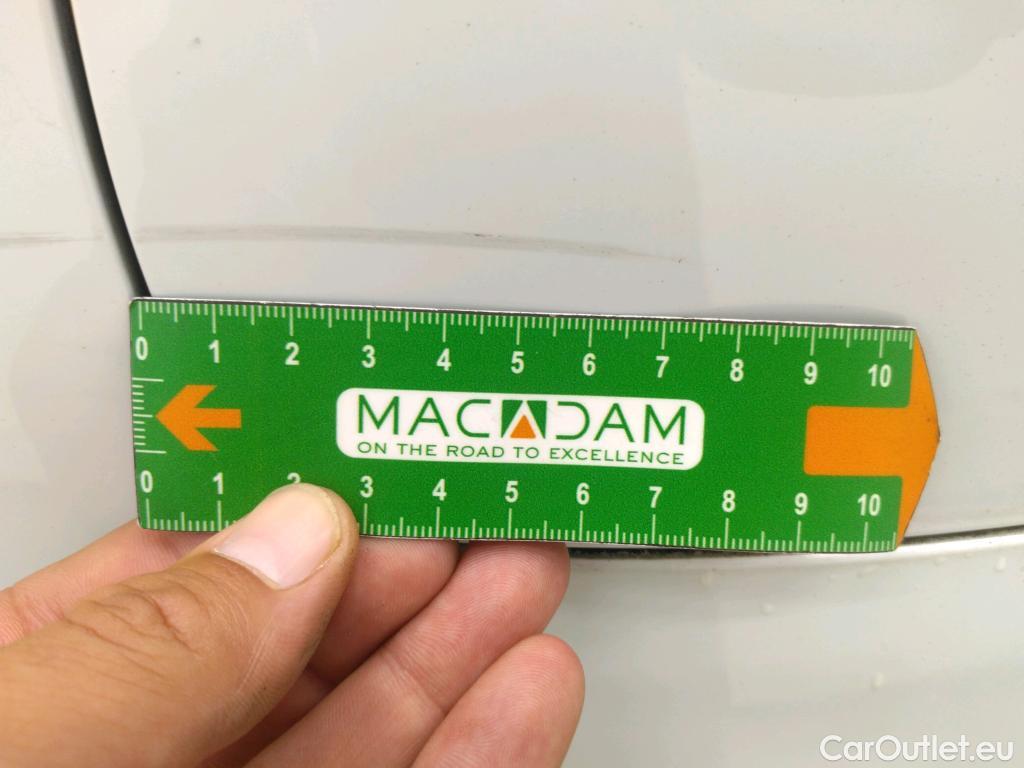 0 1 2 3 4 5 6 7 8 9 10
MACADAM
ON THE ROAD TO EXCELLENCE
0 1 2 3 4 5 6 7 8 9 10
CarOutlet.eu